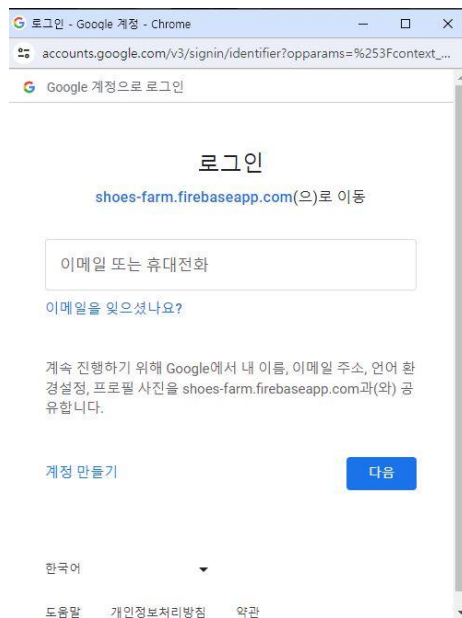 로그인 - Google 계정 - Chrome
accounts.google.com/v3/signin/identifier?opparams=%253Fcontext_...
Google 계정으로 로그인
로그인
shoes-farm.firebaseapp.com(으)로 이동
이메일 또는 휴대전화
이메일을 잊으셨나요?
계속 진행하기 위해 Google에서 내 이름, 이메일 주소, 언어 환
경설정, 프로필 사진을 shoes-farm.firebaseapp.com과(와) 공
유합니다.
계정 만들기
다음
한국어
도움말 개인정보처리방침 약관